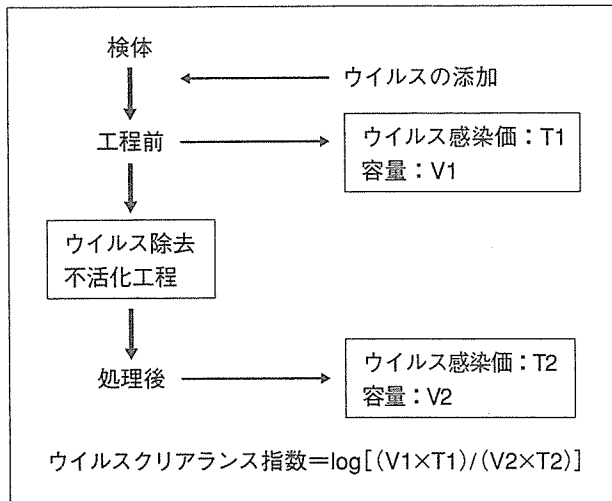 検体
ウイルスの添加
工程前
ウイルス感染価：T1
容量：V1
ウイルス除去
不活化工程
処理後
ウイルス感染価：T2
容量：V2
ウイルスクリアランス指数＝log[(V1×T1)/(V2×T2)]